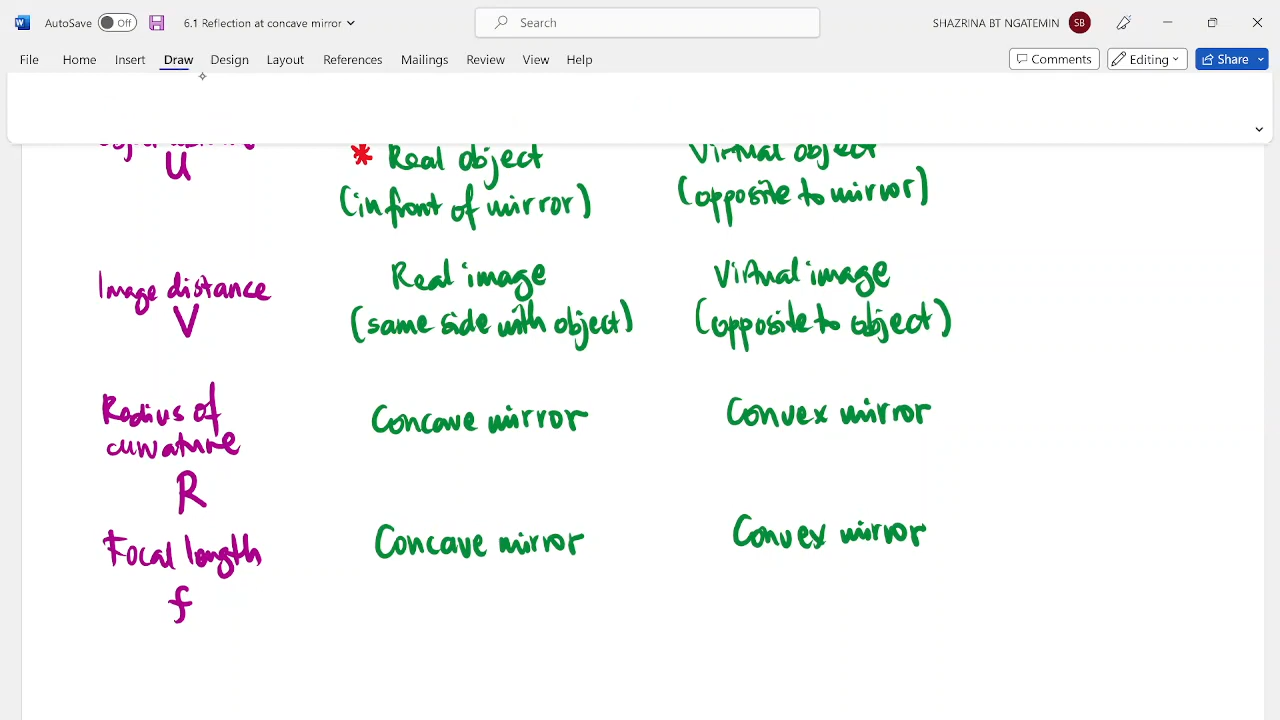 AutoSave Off 6.1 Reflection at concave mirror Search SHAZRINA BT NGATEMIN SB
File Home Insert Draw Design Layout References Mailings Review View Help Comments Editing Share
U * Real object Virtual object
(in front of mirror) (opposite to mirror)
Image distance Real image Virtual image
V (same side with object) (opposite to object)
Radius of Concave mirror Convex mirror
curvature
R
Focal length Concave mirror Convex mirror
f